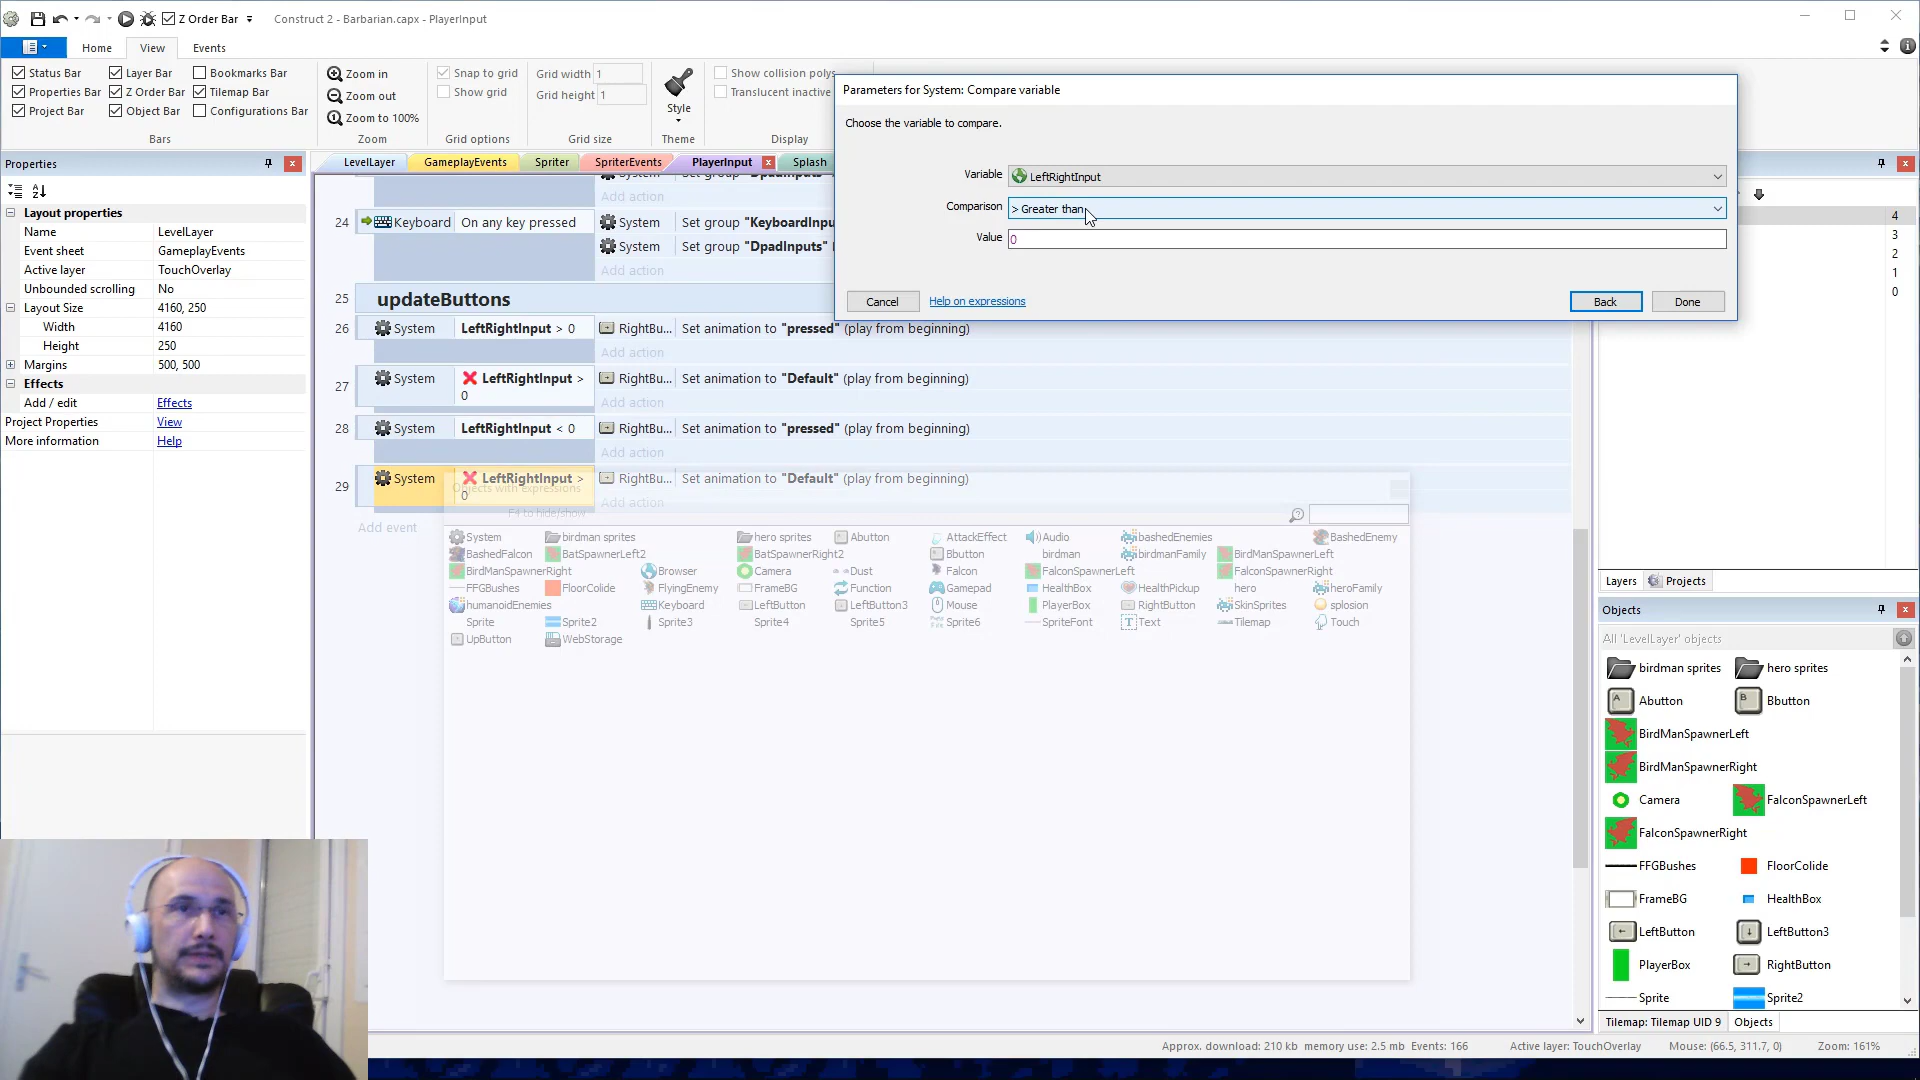 Z Order Bar
Construct 2 - Barbarian.capx - PlayerInput
Home View Events
Status Bar Layer Bar Bookmarks Bar
Properties Bar Z Order Bar Tilemap Bar
Project Bar Object Bar Configurations Bar
Bars
Zoom in
Zoom out
Zoom to 100%
Zoom
Snap to grid
Show grid
Grid options
Grid width 1
Grid height 1
Grid size
Style
Theme
Show collision polys
Translucent inactive
Display
Parameters for System: Compare variable
Choose the variable to compare.
Variable LeftRightInput
Comparison > Greater than
Value 0
Cancel Help on expressions Back Done
Properties
Layout properties
Name LevelLayer
Event sheet GameplayEvents
Active layer TouchOverlay
Unbounded scrolling No
Layout Size 4160, 250
Width 4160
Height 250
Margins 500, 500
Effects
Add / edit Effects
Project Properties View
More information Help
LevelLayer GameplayEvents Spriter SpriterEvents PlayerInput Splash
System Set group "DpadInputs"
Add action
24 Keyboard On any key pressed System Set group "KeyboardInpu
System Set group "DpadInputs"
Add action
25 updateButtons
26 System LeftRightInput > 0 RightBu... Set animation to "pressed" (play from beginning)
Add action
27 System LeftRightInput > 0 RightBu... Set animation to "Default" (play from beginning)
Add action
28 System LeftRightInput < 0 RightBu... Set animation to "pressed" (play from beginning)
Add action
29 System LeftRightInput > 0 RightBu... Set animation to "Default" (play from beginning)
Add action
Add event
Objects with expressions
F4 to hide/show
System birdman sprites hero sprites Abutton AttackEffect Audio bashedEnemies BashedEnemy
BashedFalcon BatSpawnerLeft2 BatSpawnerRight2 Bbutton birdman birdmanFamily BirdManSpawnerLeft
BirdManSpawnerRight Browser Camera Dust Falcon FalconSpawnerLeft FalconSpawnerRight
FFGBushes FloorColide FlyingEnemy FrameBG Function Gamepad HealthBox HealthPickup hero heroFamily
humanoidEnemies Keyboard LeftButton LeftButton3 Mouse PlayerBox RightButton SkinSprites splosion
Sprite Sprite2 Sprite3 Sprite4 Sprite5 Sprite6 SpriteFont Text Tilemap Touch
UpButton WebStorage
4
3
2
1
0
Layers Projects
Objects
All 'LevelLayer' objects
birdman sprites hero sprites
A Abutton B Bbutton
BirdManSpawnerLeft
BirdManSpawnerRight
Camera FalconSpawnerLeft
FalconSpawnerRight
FFGBushes FloorColide
FrameBG HealthBox
LeftButton LeftButton3
PlayerBox RightButton
Sprite Sprite2
Tilemap: Tilemap UID 9 Objects
Approx. download: 210 kb memory use: 2.5 mb Events: 166 Active layer: TouchOverlay Mouse: (66.5, 311.7, 0) Zoom: 161%